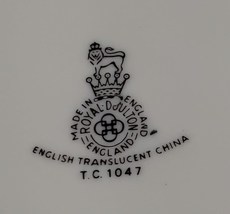 MADE IN ENGLAND
ROYAL DOULTON
ENGLAND
ENGLISH TRANSLUCENT CHINA
T.C. 1047